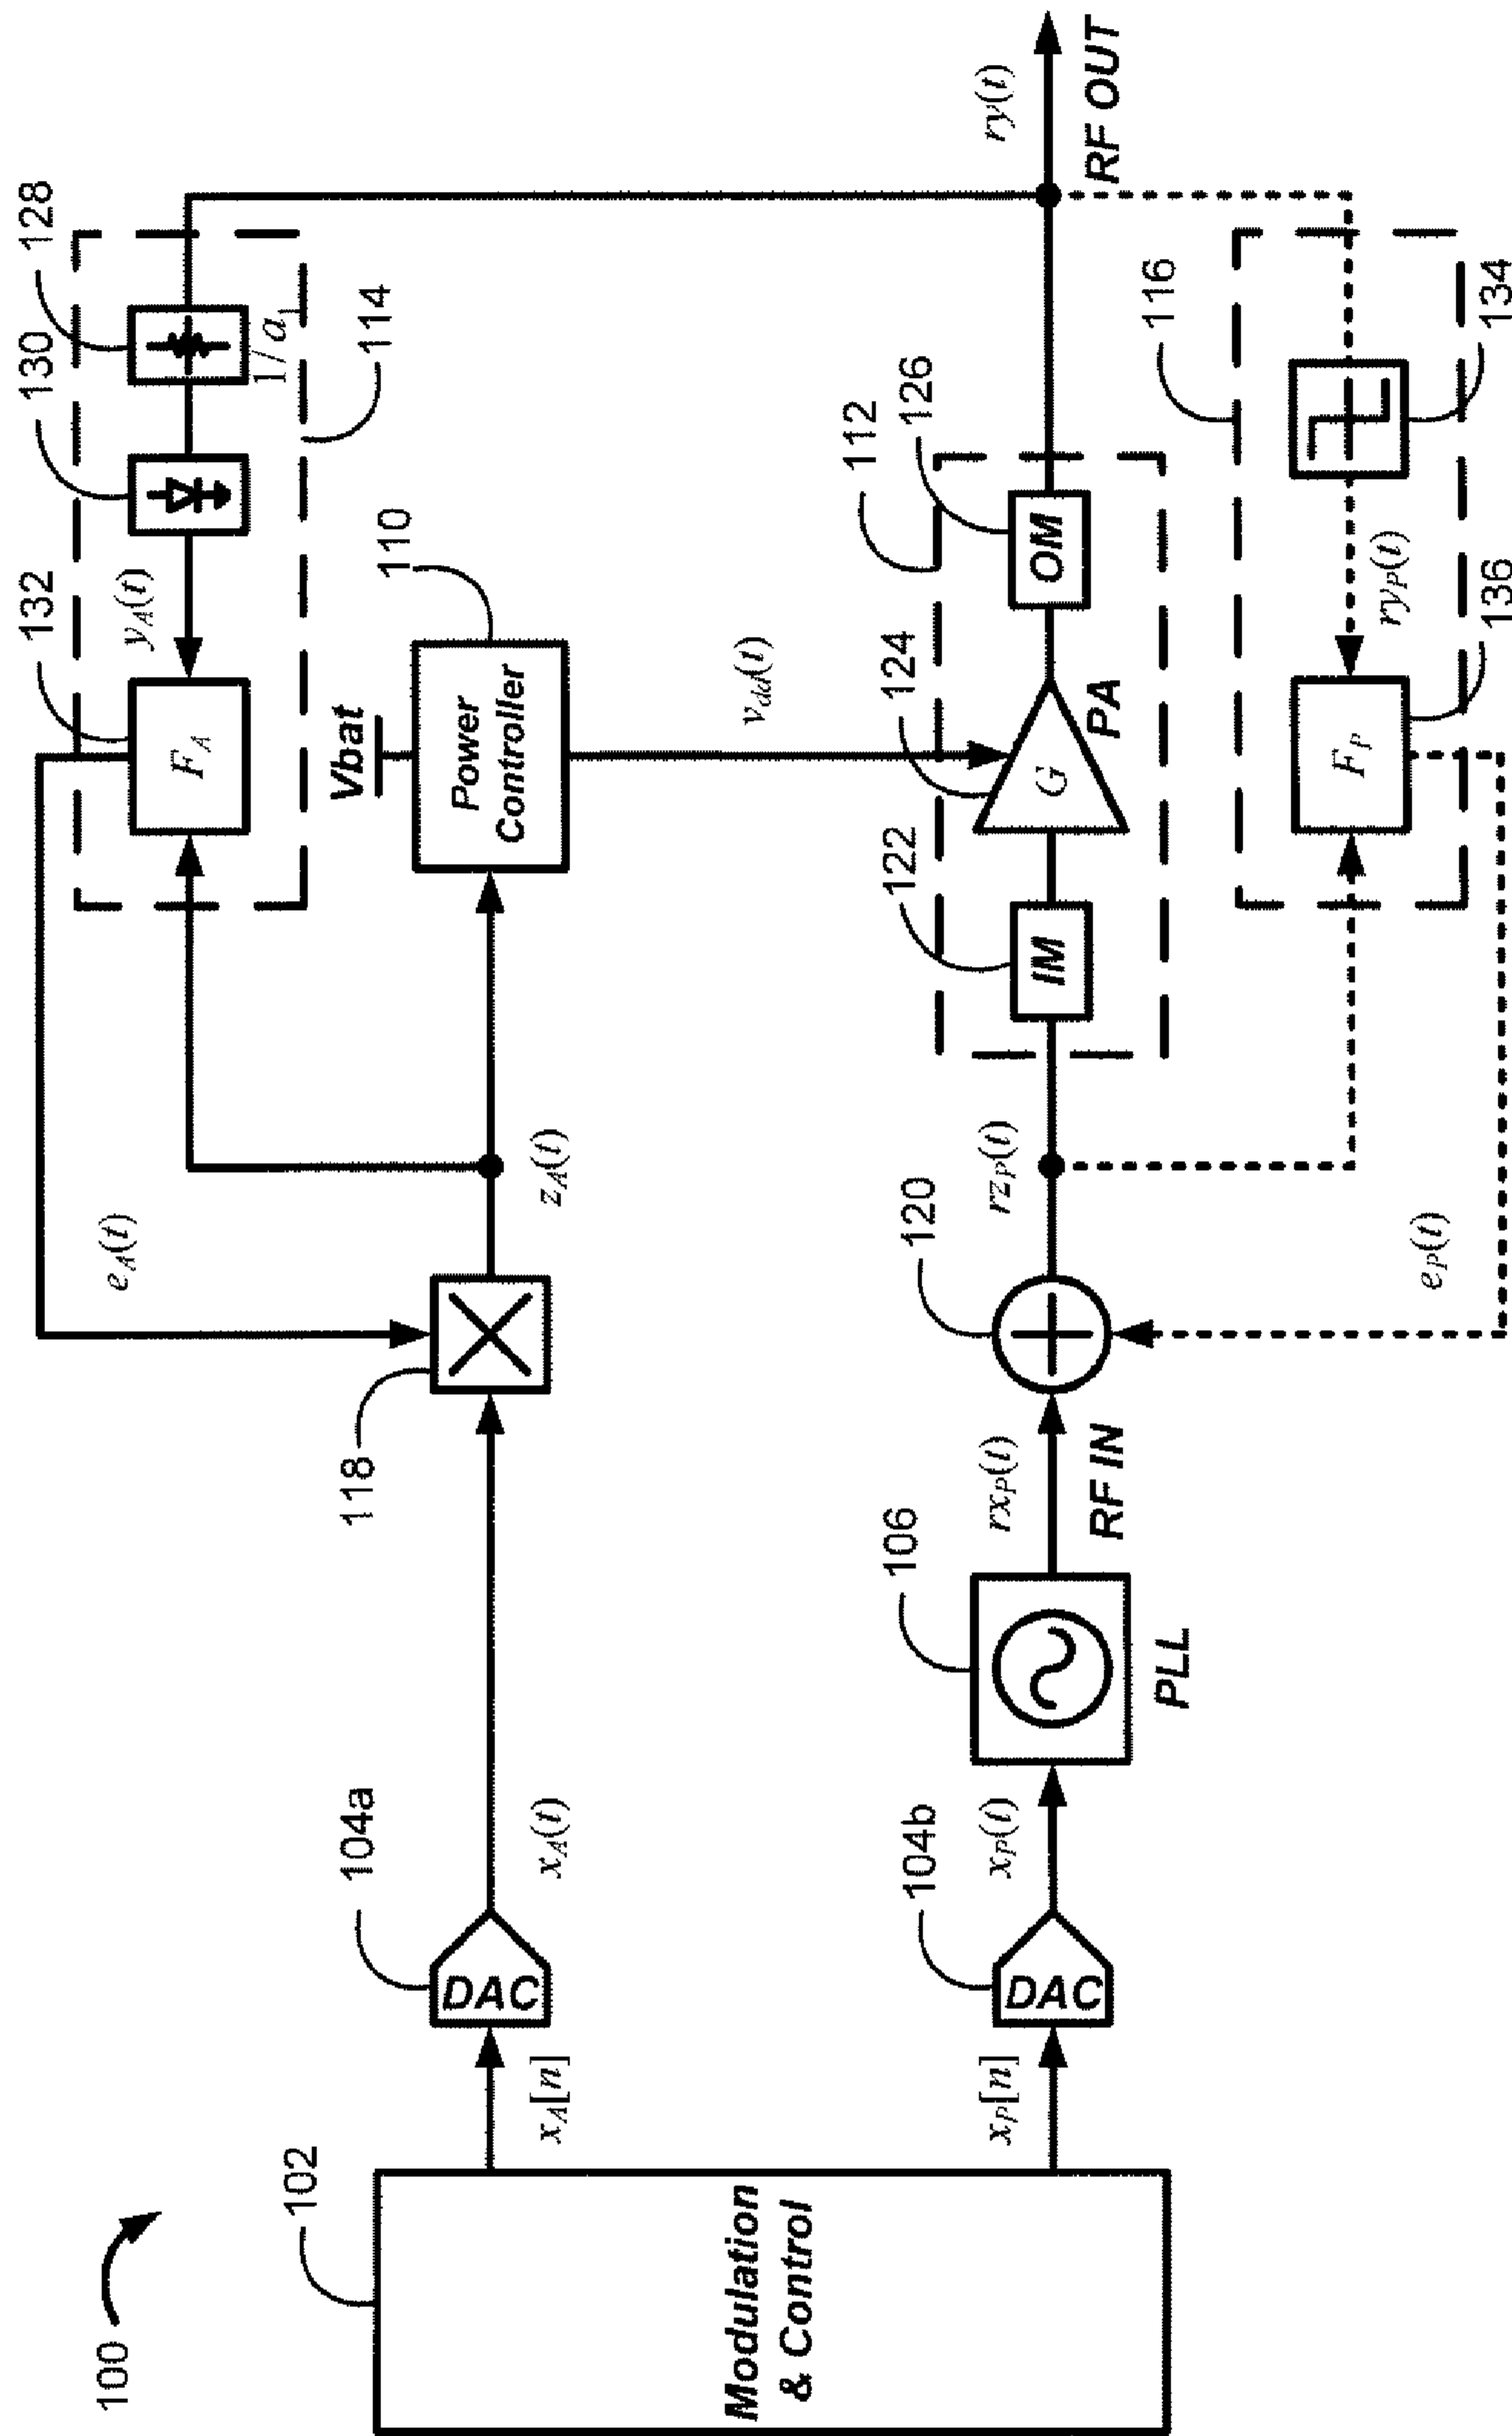 100
102
Modulation
& Control
x_A[n]
x_P[n]
104a
DAC
104b
DAC
x_A(t)
x_P(t)
106
PLL
rx_P(t)
RF IN
118
120
e_A(t)
z_A(t)
rz_P(t)
e_P(t)
132
F_A
y_A(t)
130
128
1/a_1
114
Vbat
110
Power
Controller
v_dd(t)
112
122
IM
124
G
PA
126
OM
116
F_P
136
ry_P(t)
134
ry(t)
RF OUT